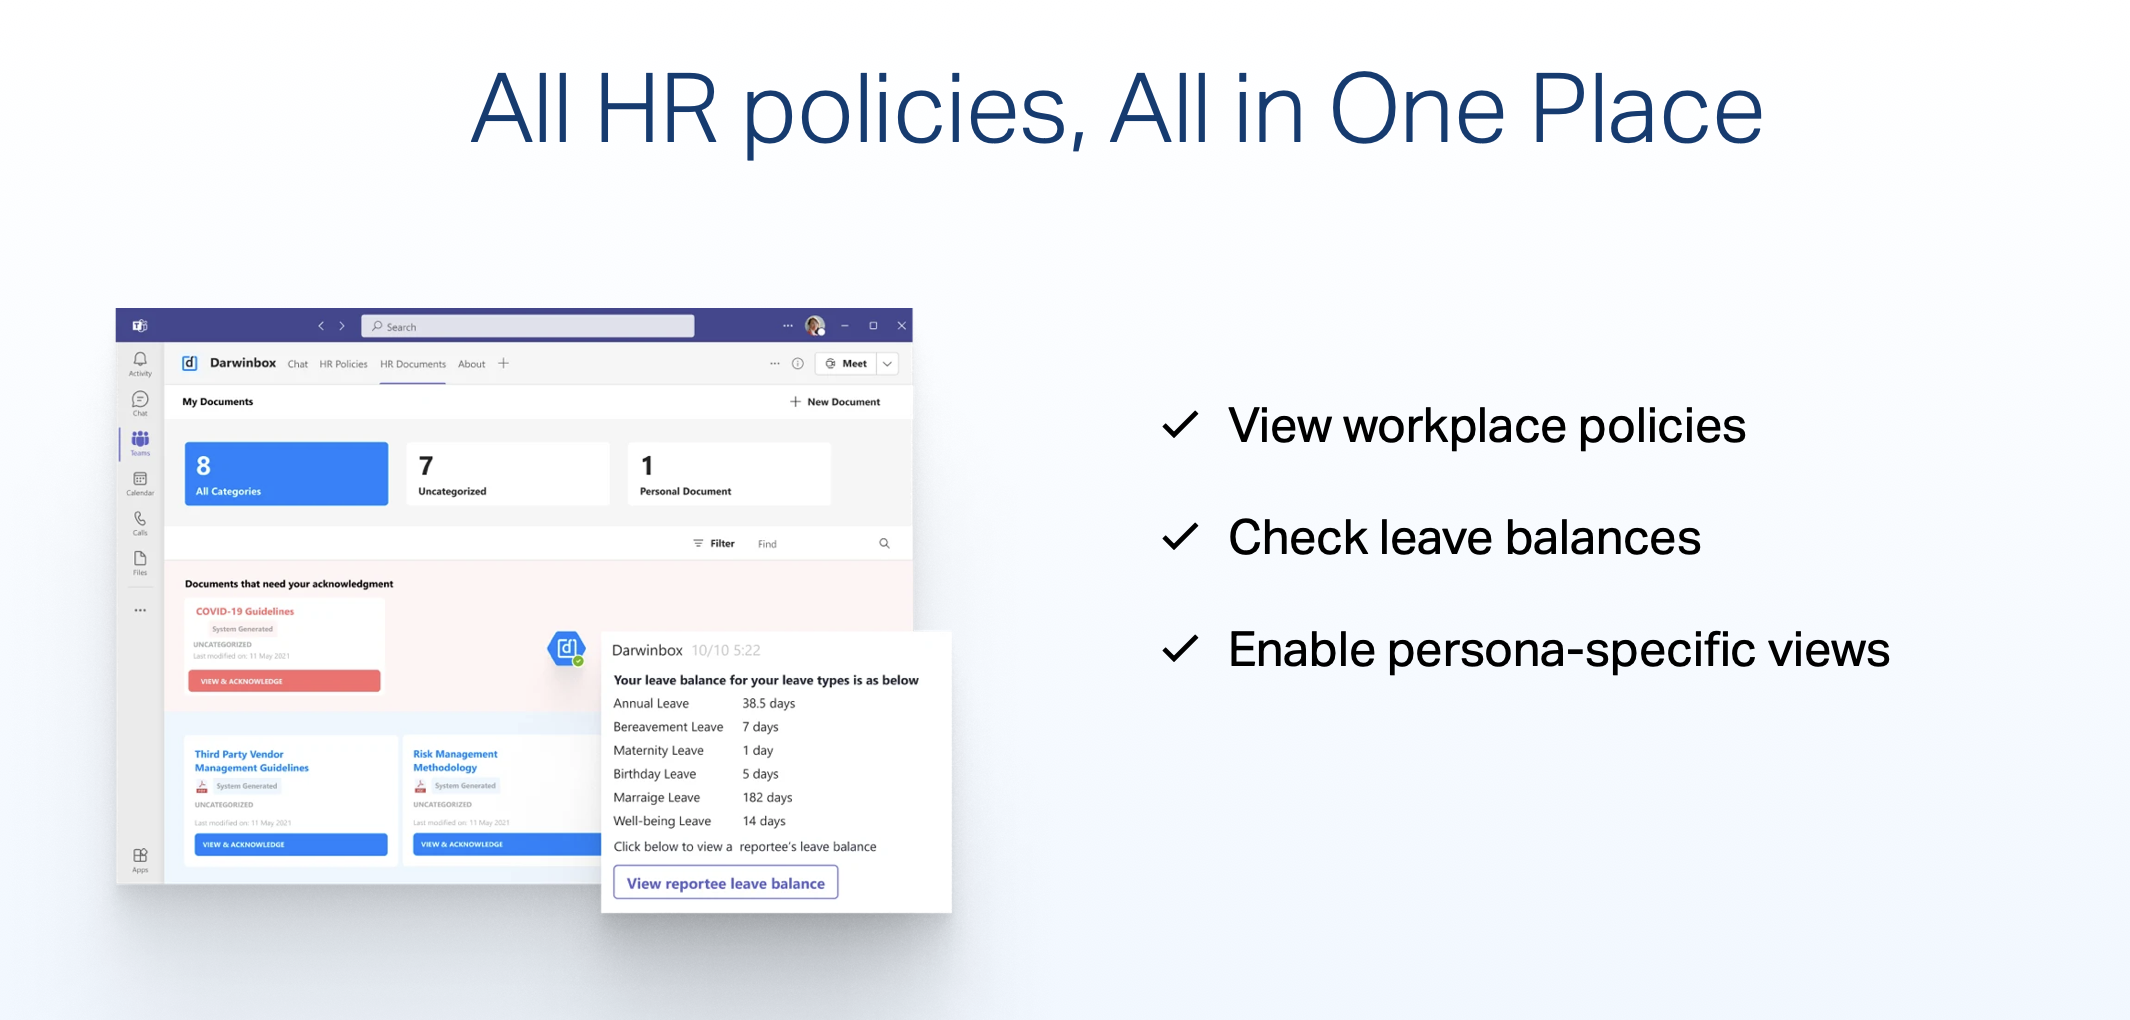 All HR policies, All in One Place
Search
Darwinbox Chat HR Policies HR Documents About
Meet
Activity
Chat
Teams
Calendar
Calls
Files
Apps
My Documents
New Document
8
All Categories
7
Uncategorized
1
Personal Document
Filter
Find
Documents that need your acknowledgment
COVID-19 Guidelines
System Generated
UNCATEGORIZED
Last modified on: 11 May 2021
VIEW & ACKNOWLEDGE
Third Party Vendor
Management Guidelines
System Generated
UNCATEGORIZED
Last modified on: 11 May 2021
VIEW & ACKNOWLEDGE
Risk Management
Methodology
System Generated
UNCATEGORIZED
Last modified on: 11 May 2021
VIEW & ACKNOWLEDGE
Darwinbox 10/10 5:22
Your leave balance for your leave types is as below
Annual Leave 38.5 days
Bereavement Leave 7 days
Maternity Leave 1 day
Birthday Leave 5 days
Marraige Leave 182 days
Well-being Leave 14 days
Click below to view a reportee's leave balance
View reportee leave balance
View workplace policies
Check leave balances
Enable persona-specific views